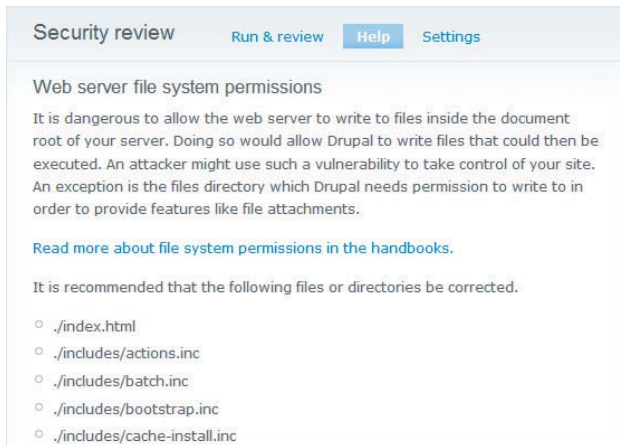 Security review Run & review Help Settings
Web server file system permissions
It is dangerous to allow the web server to write to files inside the document
root of your server. Doing so would allow Drupal to write files that could then be
executed. An attacker might use such a vulnerability to take control of your site.
An exception is the files directory which Drupal needs permission to write to in
order to provide features like file attachments.
Read more about file system permissions in the handbooks.
It is recommended that the following files or directories be corrected.
./index.html
./includes/actions.inc
./includes/batch.inc
./includes/bootstrap.inc
./includes/cache-install.inc